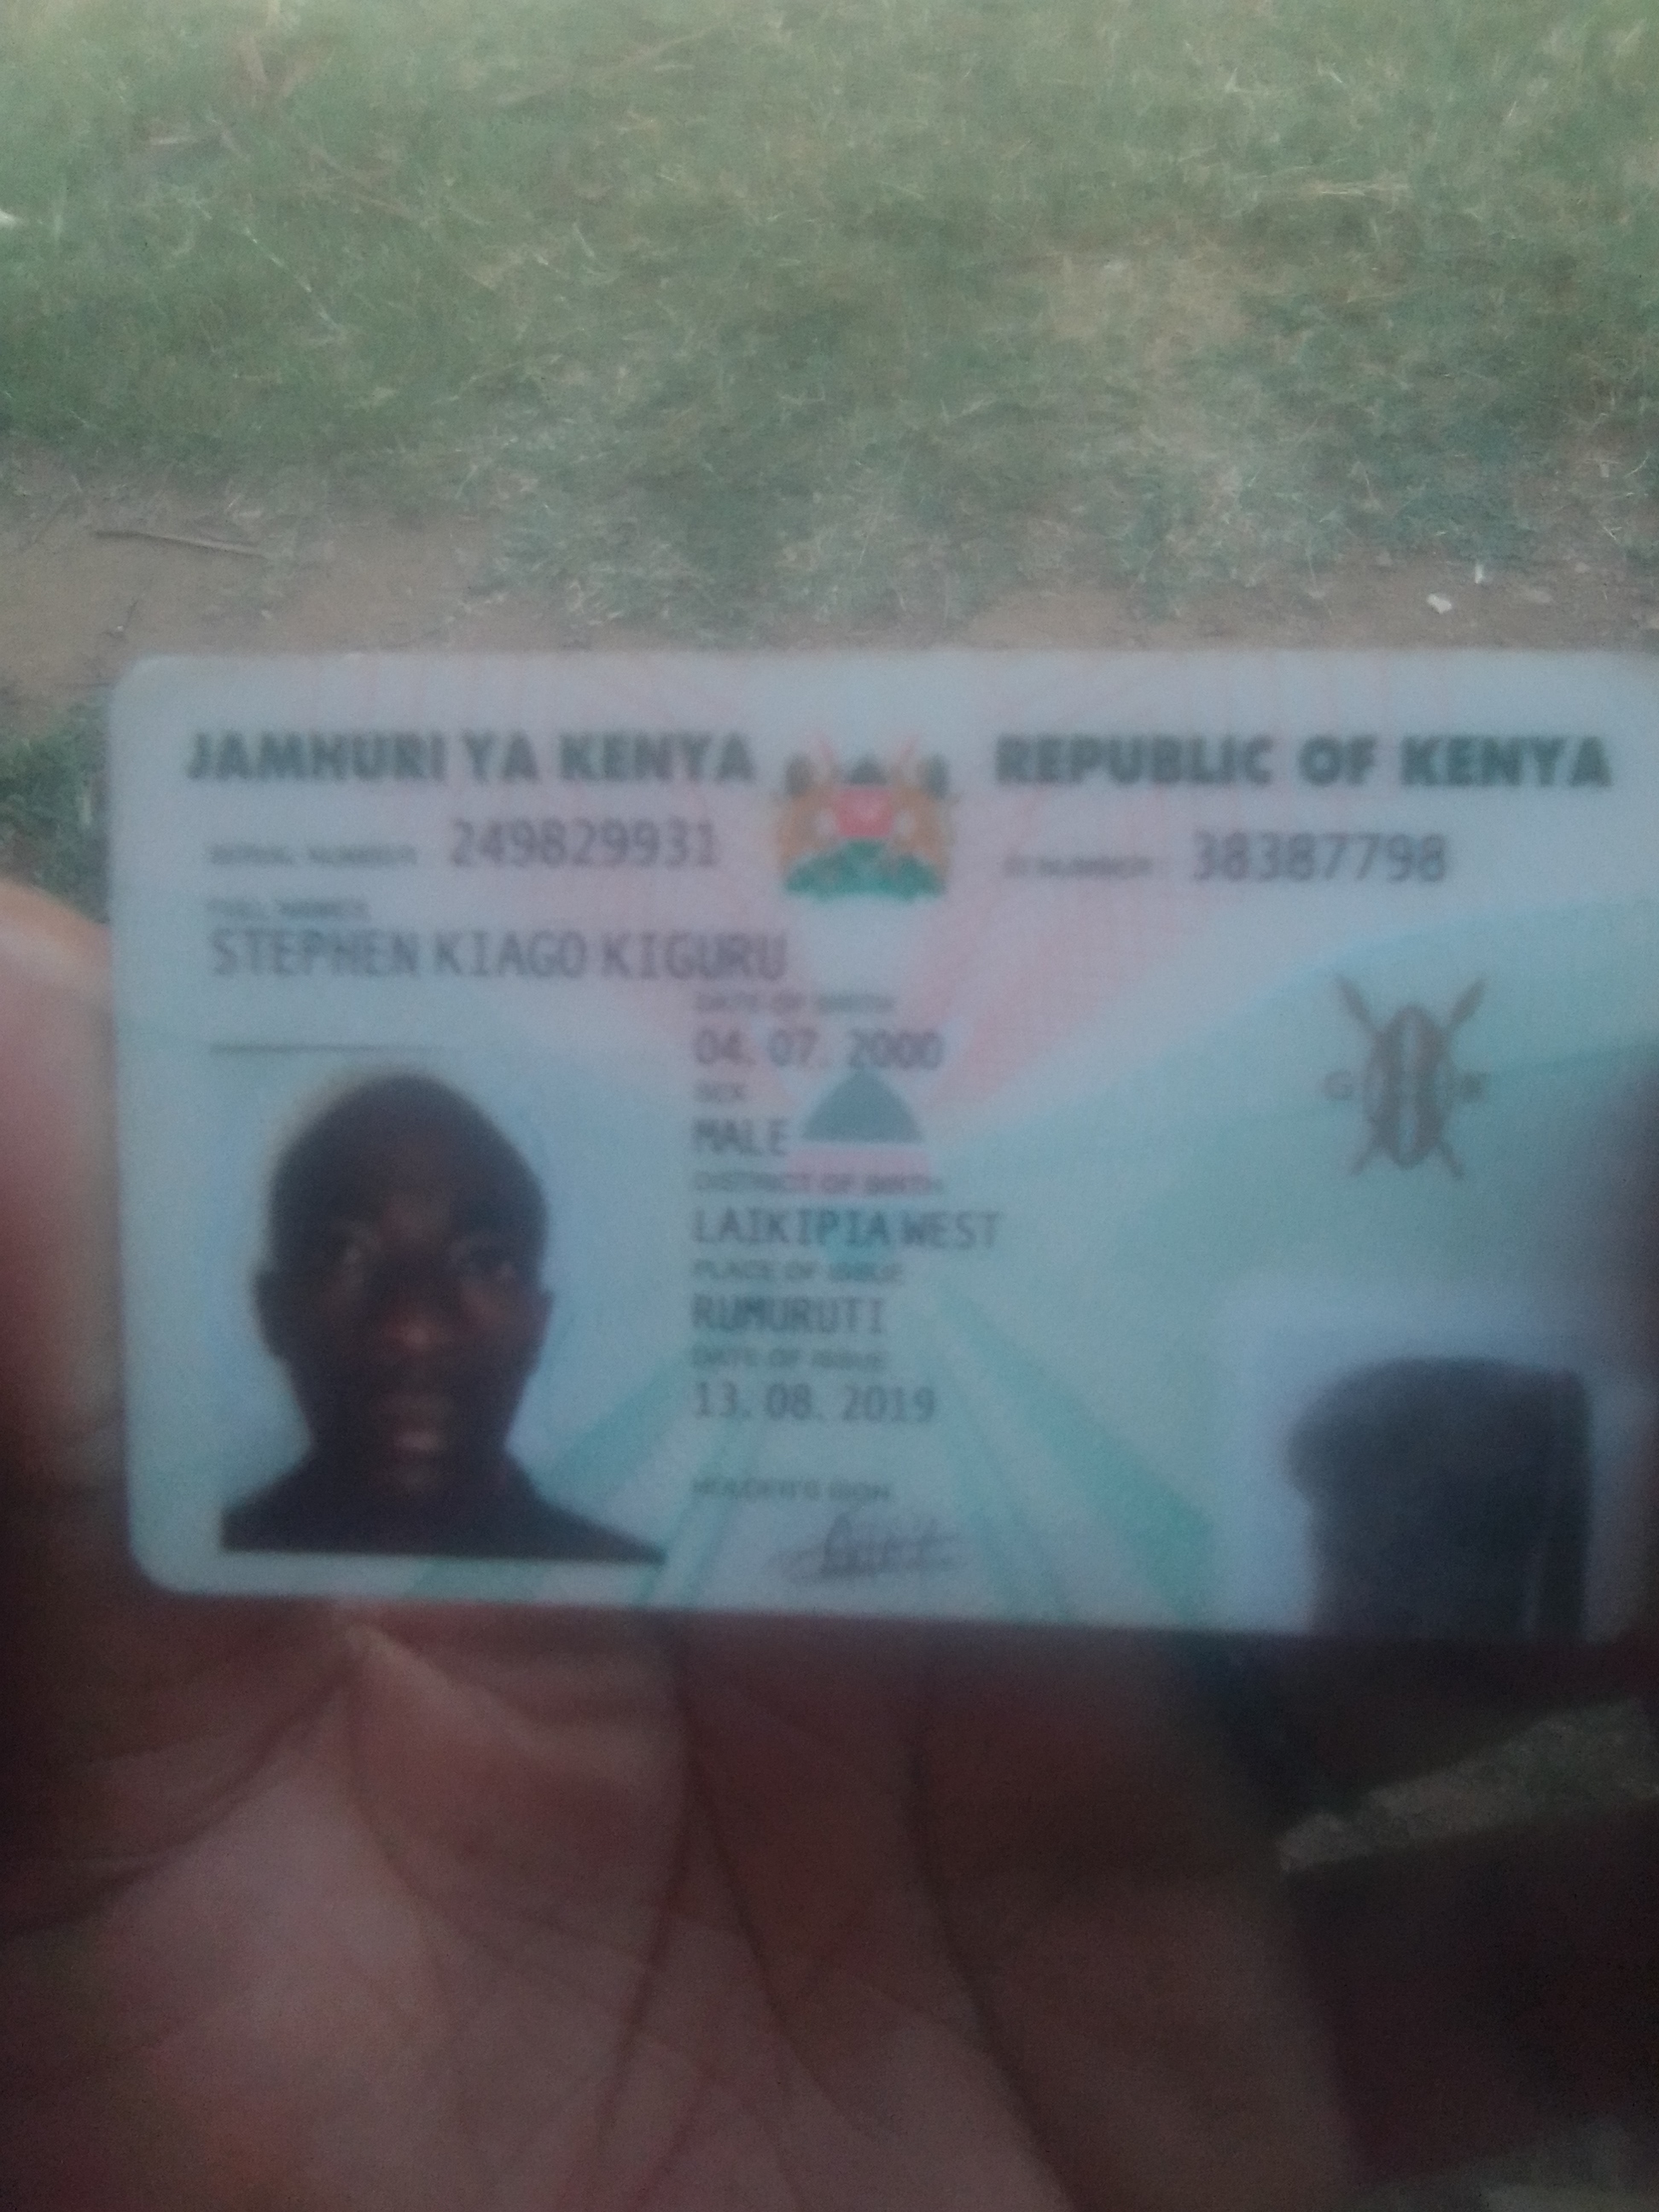 JAMHURI YA KENYA REPUBLIC OF KENYA
SERIAL NUMBER: 249829931 ID NUMBER: 38387798
FULL NAMES
STEPHEN KIAGO KIGURU
DATE OF BIRTH
04. 07. 2000
SEX
MALE
DISTRICT OF BIRTH
LAIKIPIA WEST
PLACE OF ISSUE
RUMURUTI
DATE OF ISSUE
13. 08. 2019
HOLDER'S SIGN.
G K